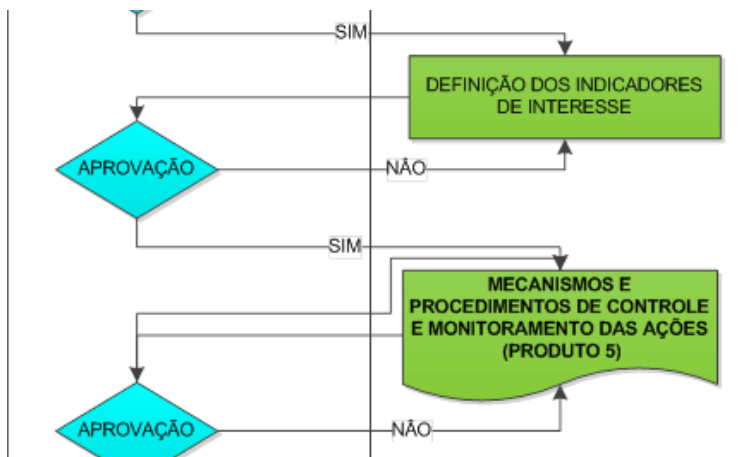 SIM
DEFINIÇÃO DOS INDICADORES
DE INTERESSE
APROVAÇÃO
NÃO
SIM
MECANISMOS E
PROCEDIMENTOS DE CONTROLE
E MONITORAMENTO DAS AÇÕES
(PRODUTO 5)
APROVAÇÃO
NÃO